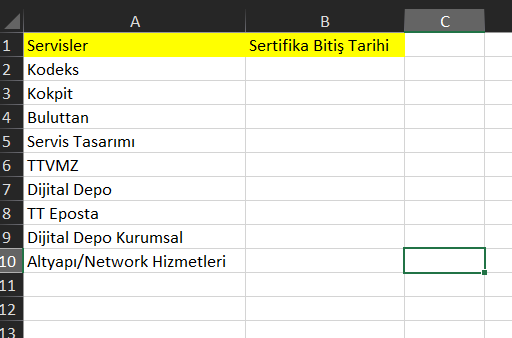 A B C
1 Servisler Sertifika Bitiş Tarihi
2 Kodeks
3 Kokpit
4 Buluttan
5 Servis Tasarımı
6 TTVMZ
7 Dijital Depo
8 TT Eposta
9 Dijital Depo Kurumsal
10 Altyapı/Network Hizmetleri
11
12
13